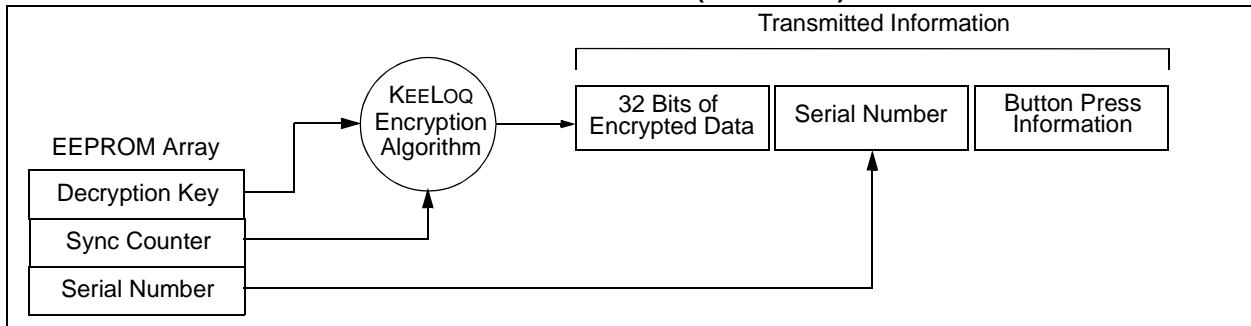 Transmitted Information
KEELOQ
Encryption
Algorithm
32 Bits of
Encrypted Data
Serial Number
Button Press
Information
EEPROM Array
Decryption Key
Sync Counter
Serial Number